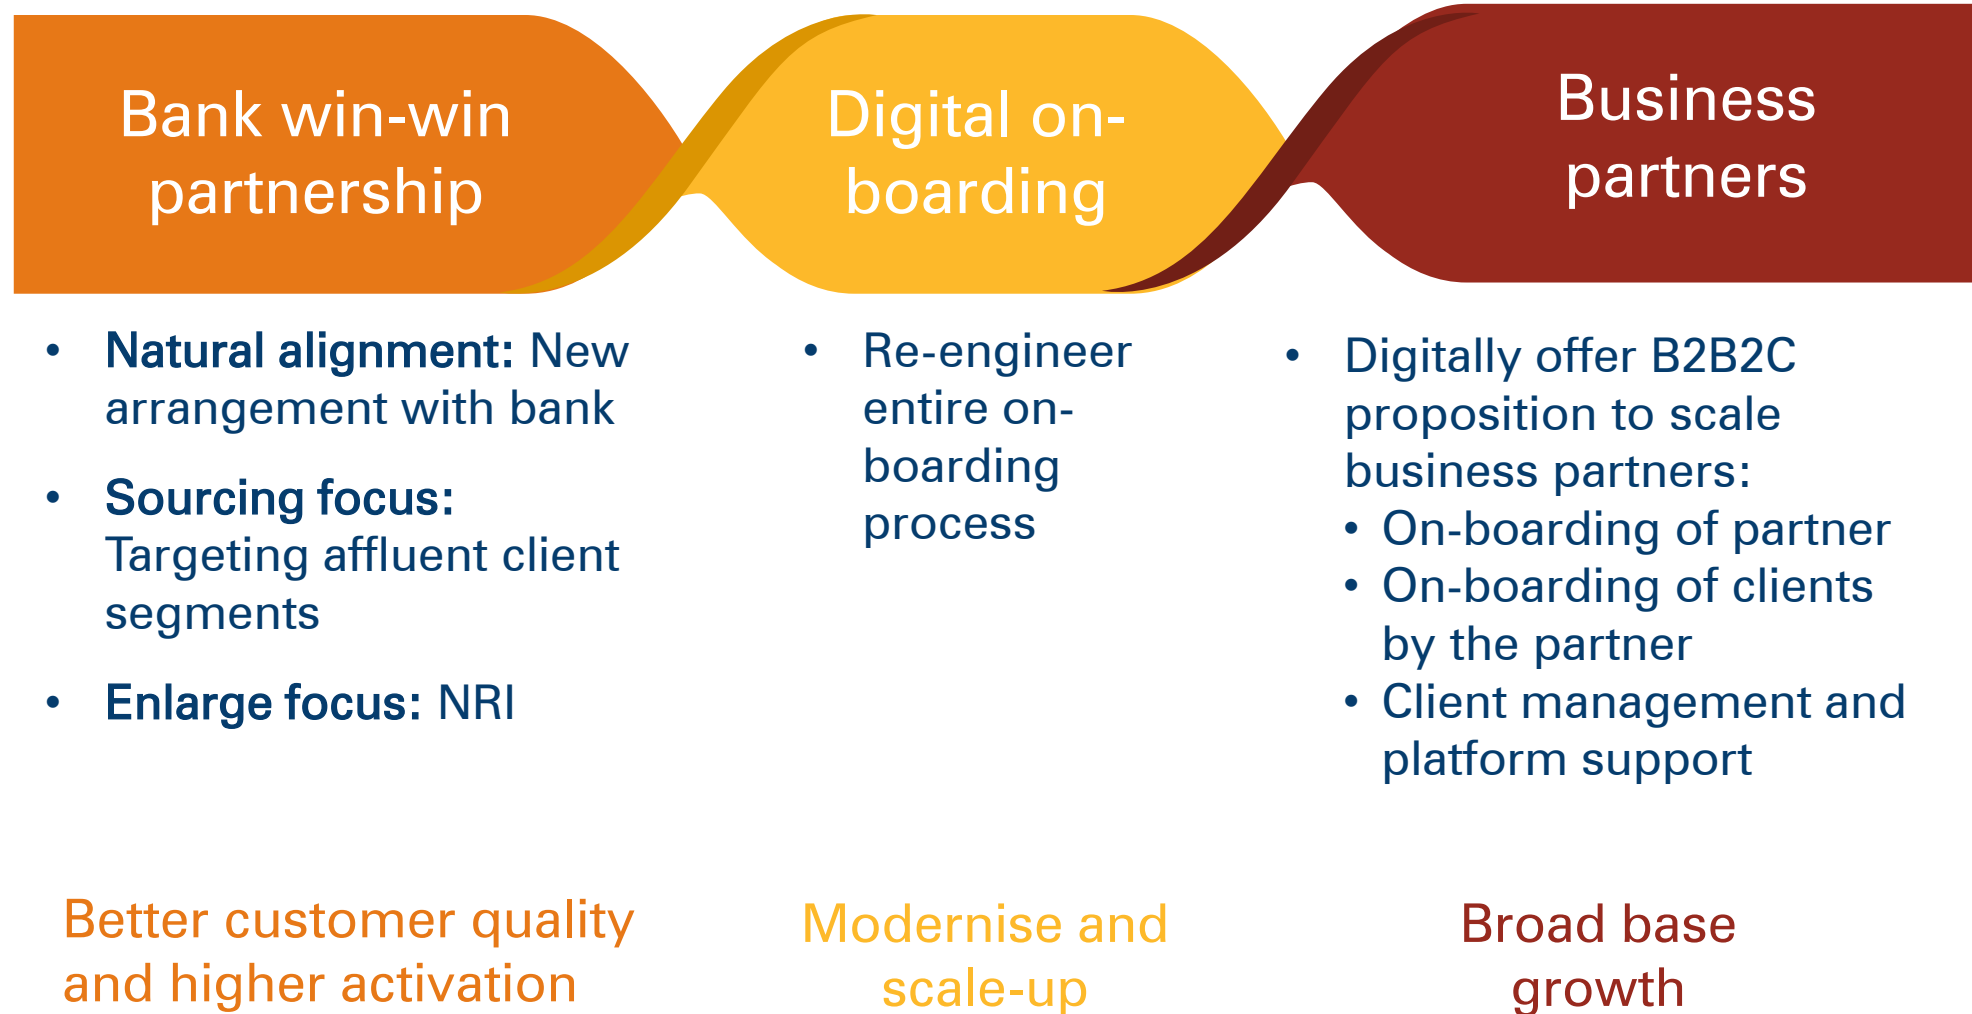 Bank win-win
partnership
Digital on-
boarding
Business
partners
• Natural alignment: New
arrangement with bank
• Sourcing focus:
Targeting affluent client
segments
• Enlarge focus: NRI
• Re-engineer
entire on-
boarding
process
• Digitally offer B2B2C
proposition to scale
business partners:
• On-boarding of partner
• On-boarding of clients
by the partner
• Client management and
platform support
Better customer quality
and higher activation
Modernise and
scale-up
Broad base
growth